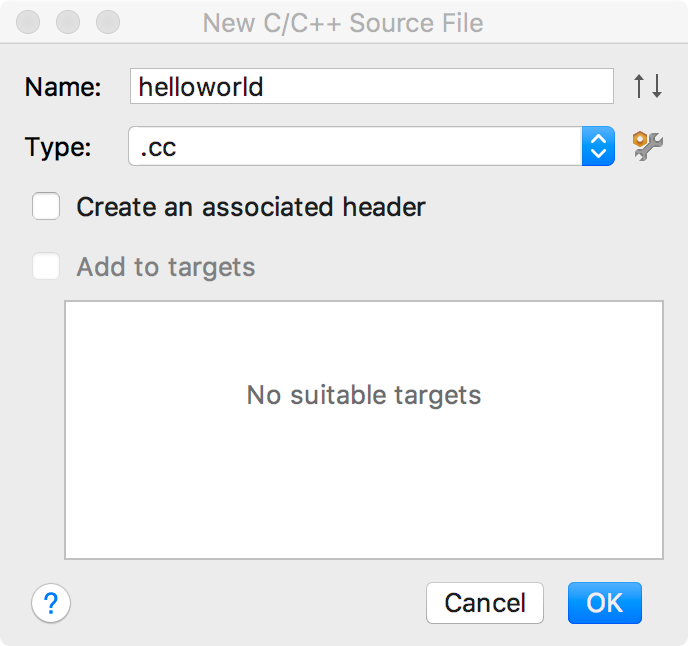 New C/C++ Source File
Name: helloworld
Type: .cc
Create an associated header
Add to targets
No suitable targets
? Cancel OK